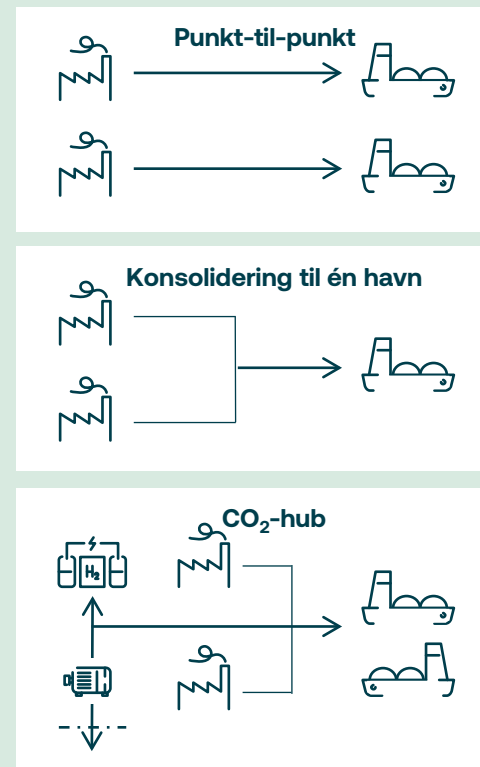 Punkt-til-punkt
Konsolidering til én havn
CO₂-hub
H₂